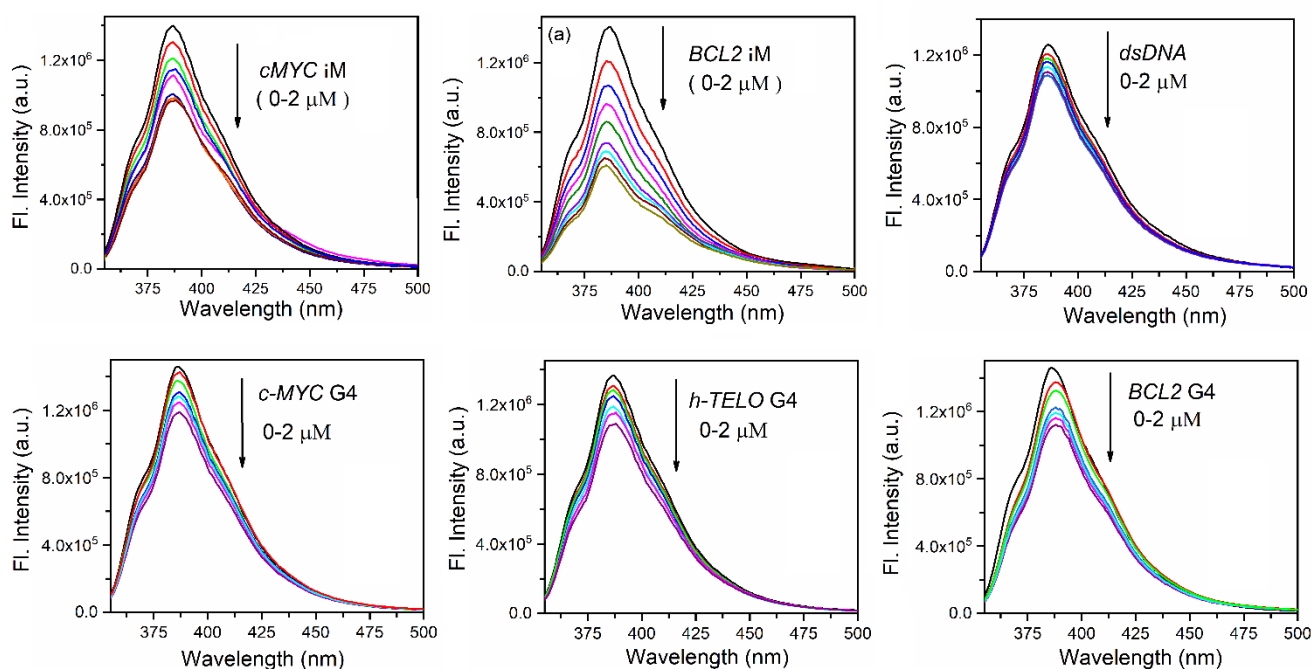 Fl. Intensity (a.u.)
1.2x10⁶
8.0x10⁵
4.0x10⁵
0.0
cMYC iM
( 0-2 μM )
375 400 425 450 475 500
Wavelength (nm)
(a)
Fl. Intensity (a.u.)
1.2x10⁶
8.0x10⁵
4.0x10⁵
0.0
BCL2 iM
( 0-2 μM )
375 400 425 450 475 500
Wavelength (nm)
Fl. Intensity (a.u.)
1.2x10⁶
8.0x10⁵
4.0x10⁵
0.0
dsDNA
0-2 μM
375 400 425 450 475 500
Wavelength (nm)
Fl. Intensity (a.u.)
1.2x10⁶
8.0x10⁵
4.0x10⁵
0.0
c-MYC G4
0-2 μM
375 400 425 450 475 500
Wavelength (nm)
Fl. Intensity (a.u.)
1.2x10⁶
8.0x10⁵
4.0x10⁵
0.0
h-TELO G4
0-2 μM
375 400 425 450 475 500
Wavelength (nm)
Fl. Intensity (a.u.)
1.2x10⁶
8.0x10⁵
4.0x10⁵
0.0
BCL2 G4
0-2 μM
375 400 425 450 475 500
Wavelength (nm)